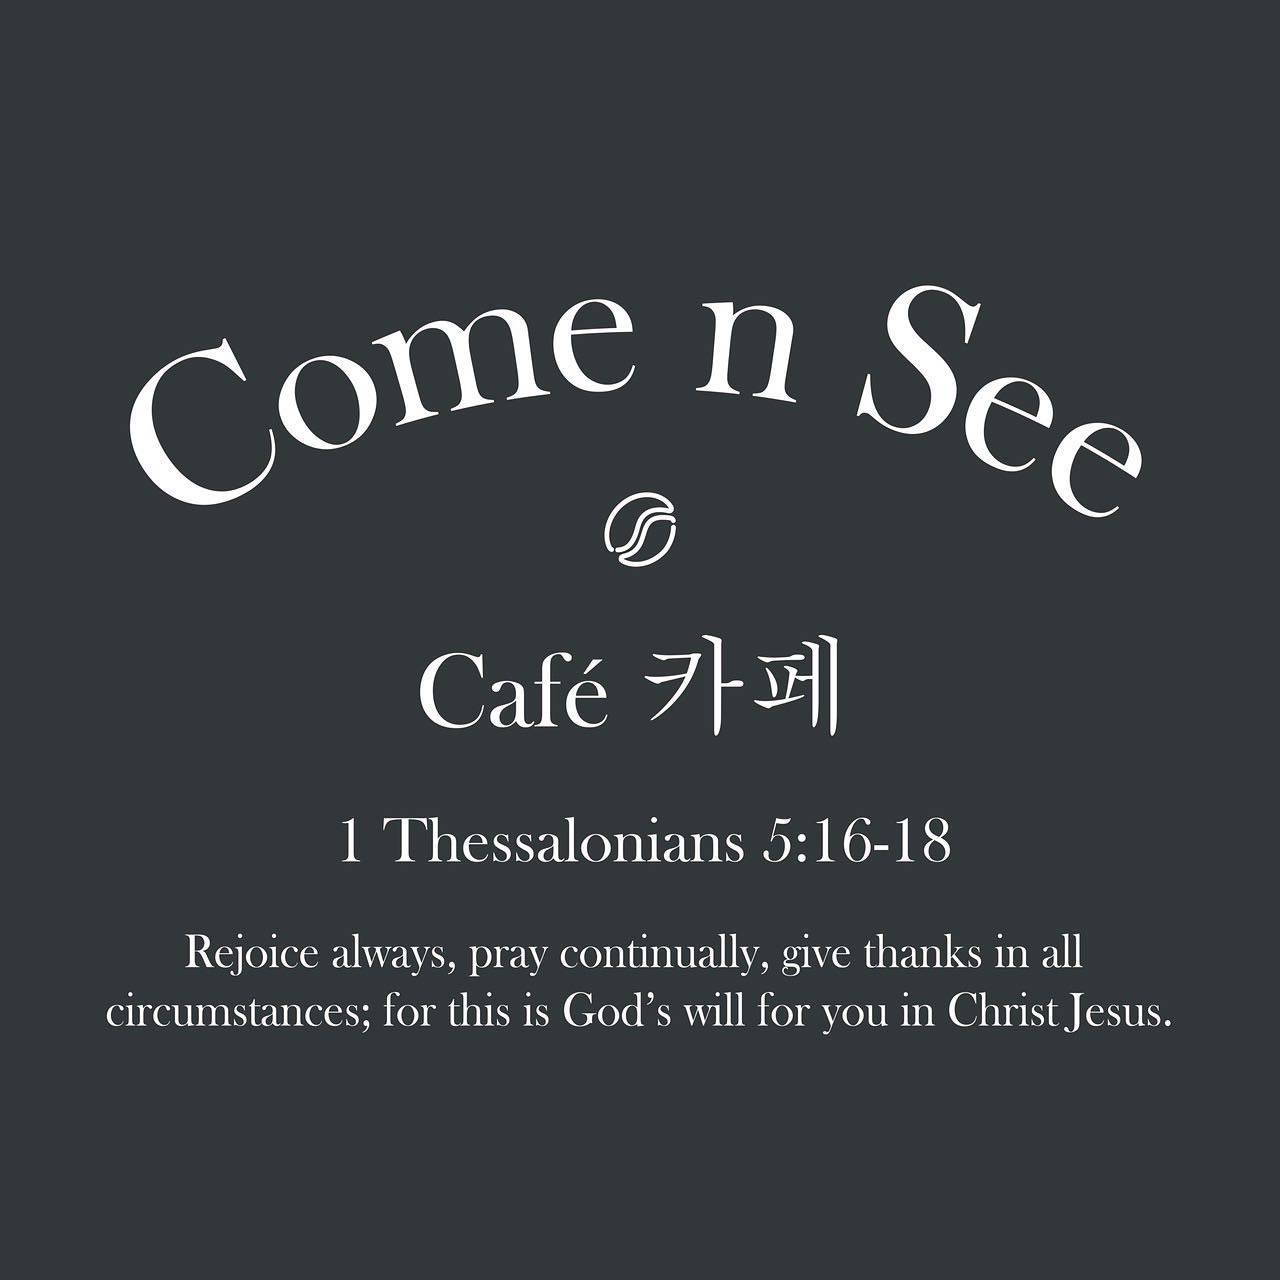 Come n See
Café 카페
1 Thessalonians 5:16-18
Rejoice always, pray continually, give thanks in all
circumstances; for this is God’s will for you in Christ Jesus.